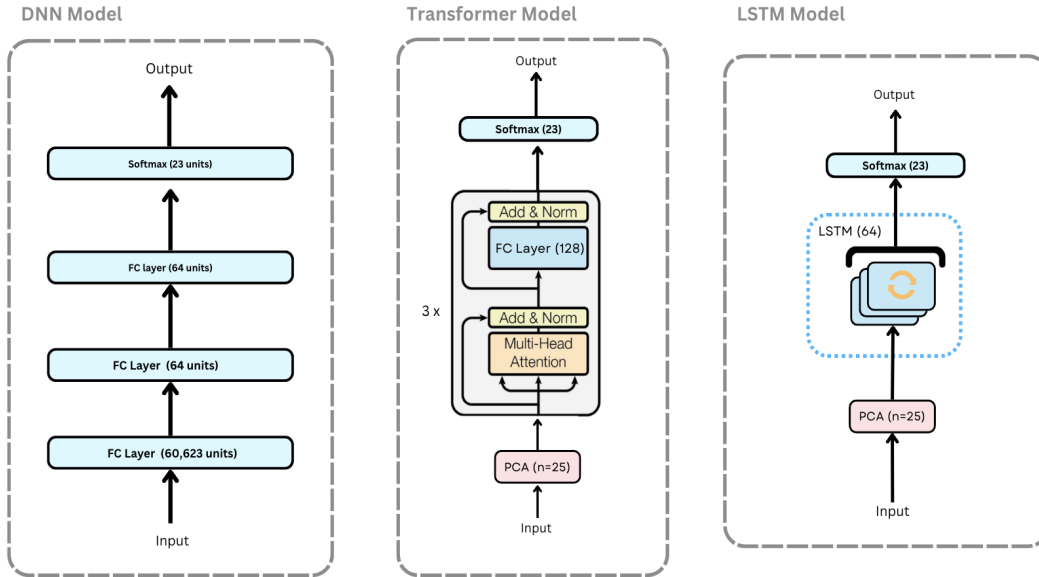 DNN Model
Output
Softmax (23 units)
FC layer (64 units)
FC Layer (64 units)
FC Layer (60,623 units)
Input
Transformer Model
Output
Softmax (23)
Add & Norm
FC Layer (128)
3 x
Add & Norm
Multi-Head
Attention
PCA (n=25)
Input
LSTM Model
Output
Softmax (23)
LSTM (64)
PCA (n=25)
Input